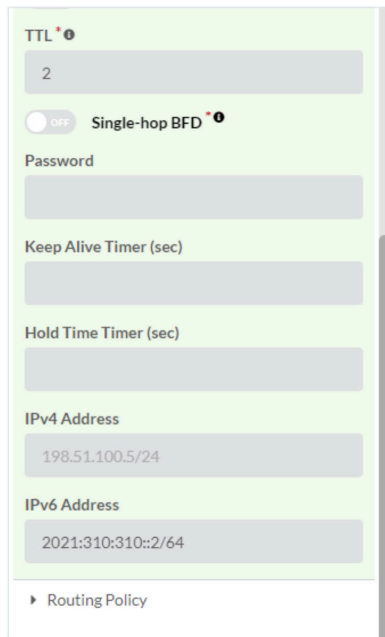 TTL *
2
OFF Single-hop BFD *
Password
Keep Alive Timer (sec)
Hold Time Timer (sec)
IPv4 Address
198.51.100.5/24
IPv6 Address
2021:310:310::2/64
Routing Policy